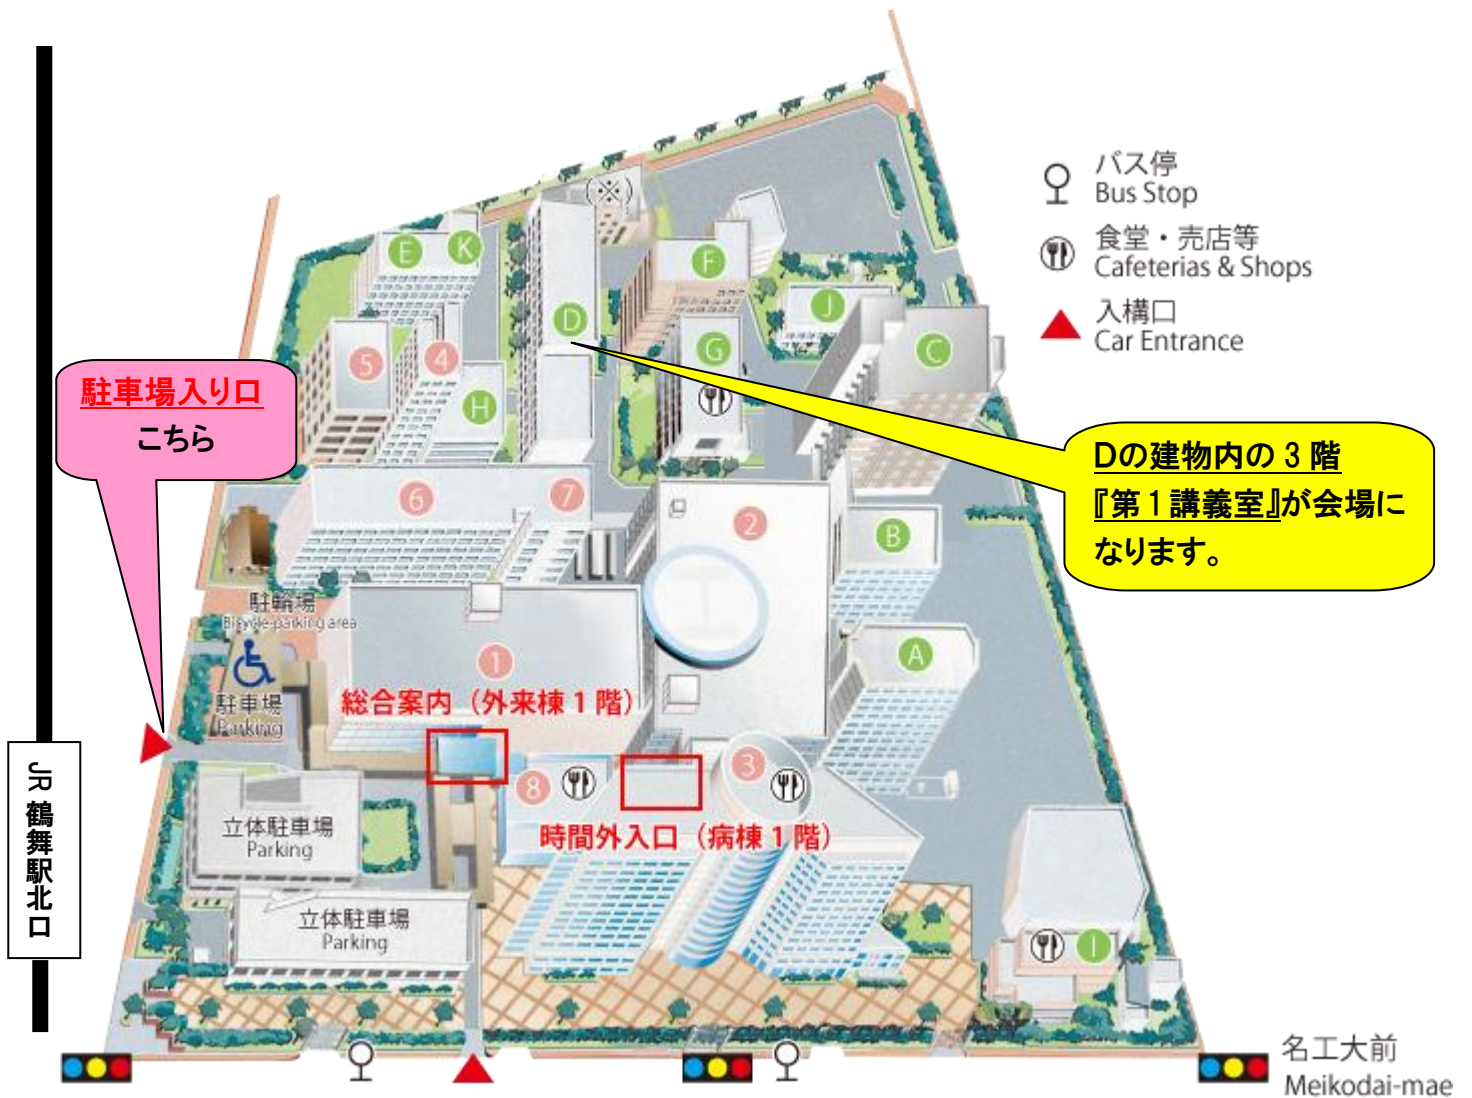 バス停
Bus Stop
食堂・売店等
Cafeterias & Shops
入構口
Car Entrance
(※)
E
K
D
F
J
G
C
5
4
H
駐車場入り口
こちら
Dの建物内の３階
『第１講義室』が会場に
なります。
6
7
2
B
駐輪場
Bicycle-parking area
1
A
駐車場
Parking
総合案内（外来棟１階）
3
8
時間外入口（病棟１階）
JR 鶴舞駅北口
立体駐車場
Parking
立体駐車場
Parking
I
名工大前
Meikodai-mae